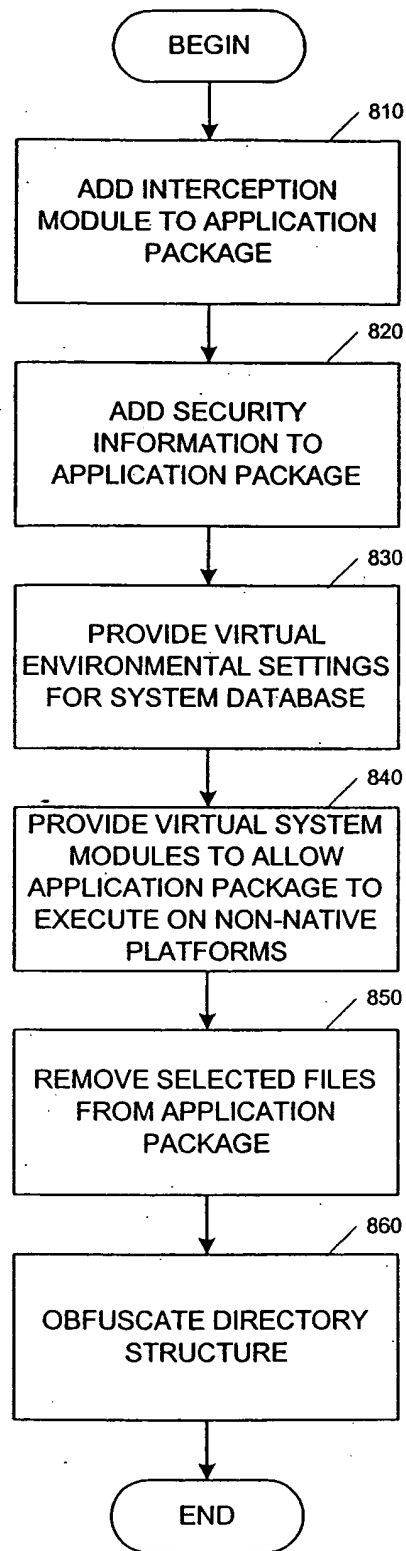 BEGIN
810
ADD INTERCEPTION
MODULE TO APPLICATION
PACKAGE
820
ADD SECURITY
INFORMATION TO
APPLICATION PACKAGE
830
PROVIDE VIRTUAL
ENVIRONMENTAL SETTINGS
FOR SYSTEM DATABASE
840
PROVIDE VIRTUAL SYSTEM
MODULES TO ALLOW
APPLICATION PACKAGE TO
EXECUTE ON NON-NATIVE
PLATFORMS
850
REMOVE SELECTED FILES
FROM APPLICATION
PACKAGE
860
OBFUSCATE DIRECTORY
STRUCTURE
END